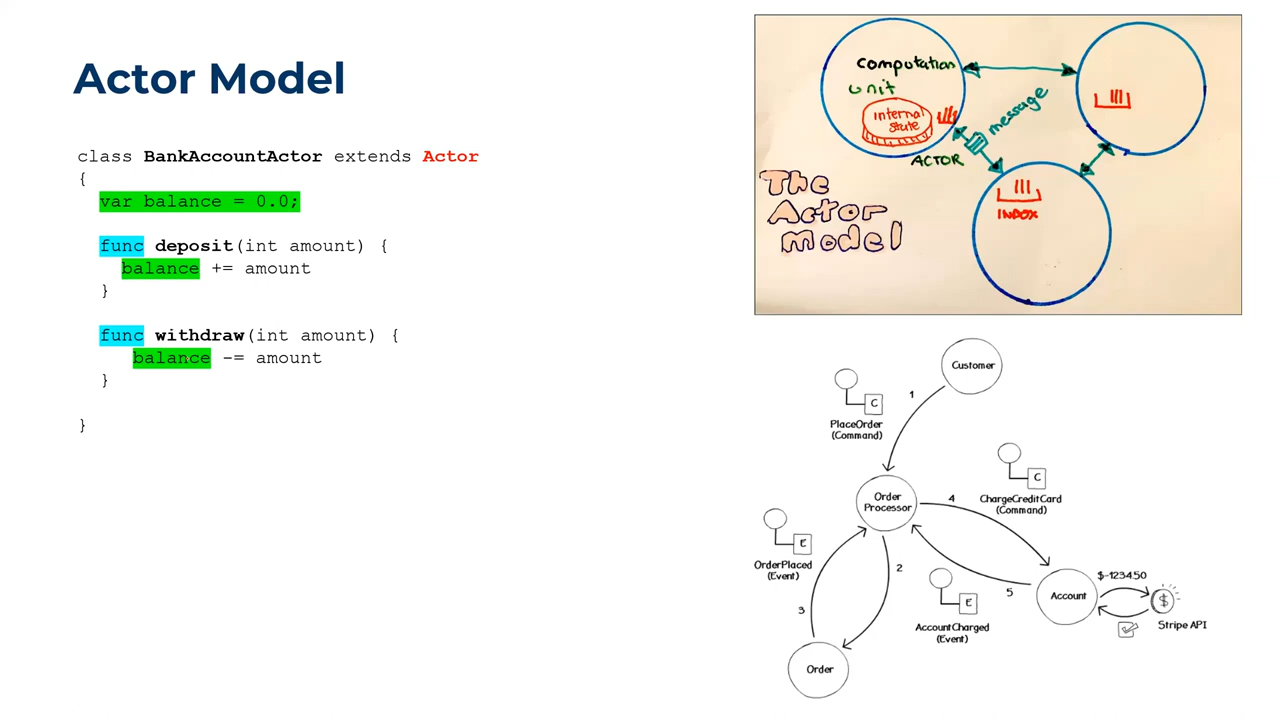 Actor Model
class BankAccountActor extends Actor
{
var balance = 0.0;
func deposit(int amount) {
balance += amount
}
func withdraw(int amount) {
balance -= amount
}
}
computation
unit
internal
state
ACTOR
message
INBOX
The
Actor
Model
Customer
1
C
PlaceOrder
(Command)
Order
Processor
4
C
ChargeCreditCard
(Command)
E
OrderPlaced
(Event)
2
3
5
E
AccountCharged
(Event)
Account
$-1234.50
$
Stripe API
Order